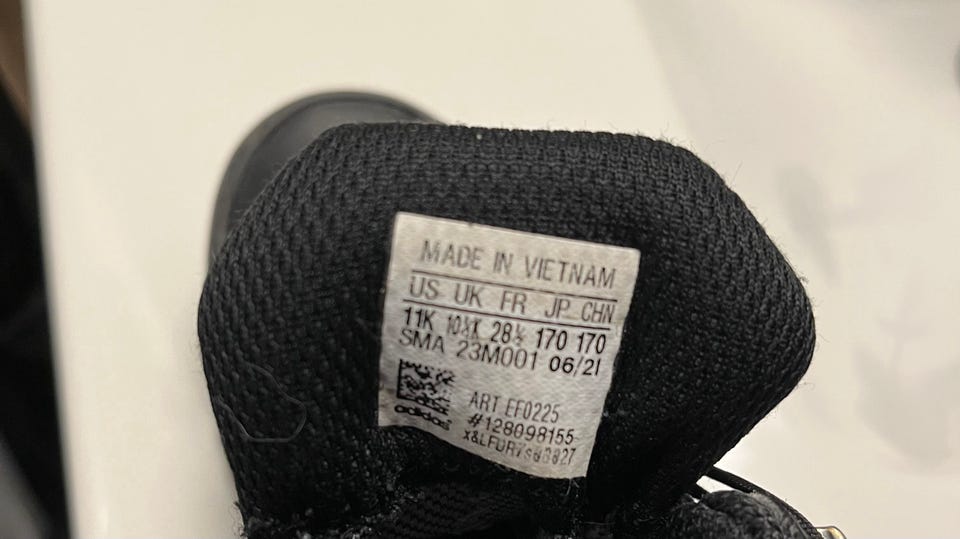 MADE IN VIETNAM
US UK FR JP CHN
11K 10½K 28½ 170 170
SMA 23M001 06/21
ART EF0225
adidas #128098155